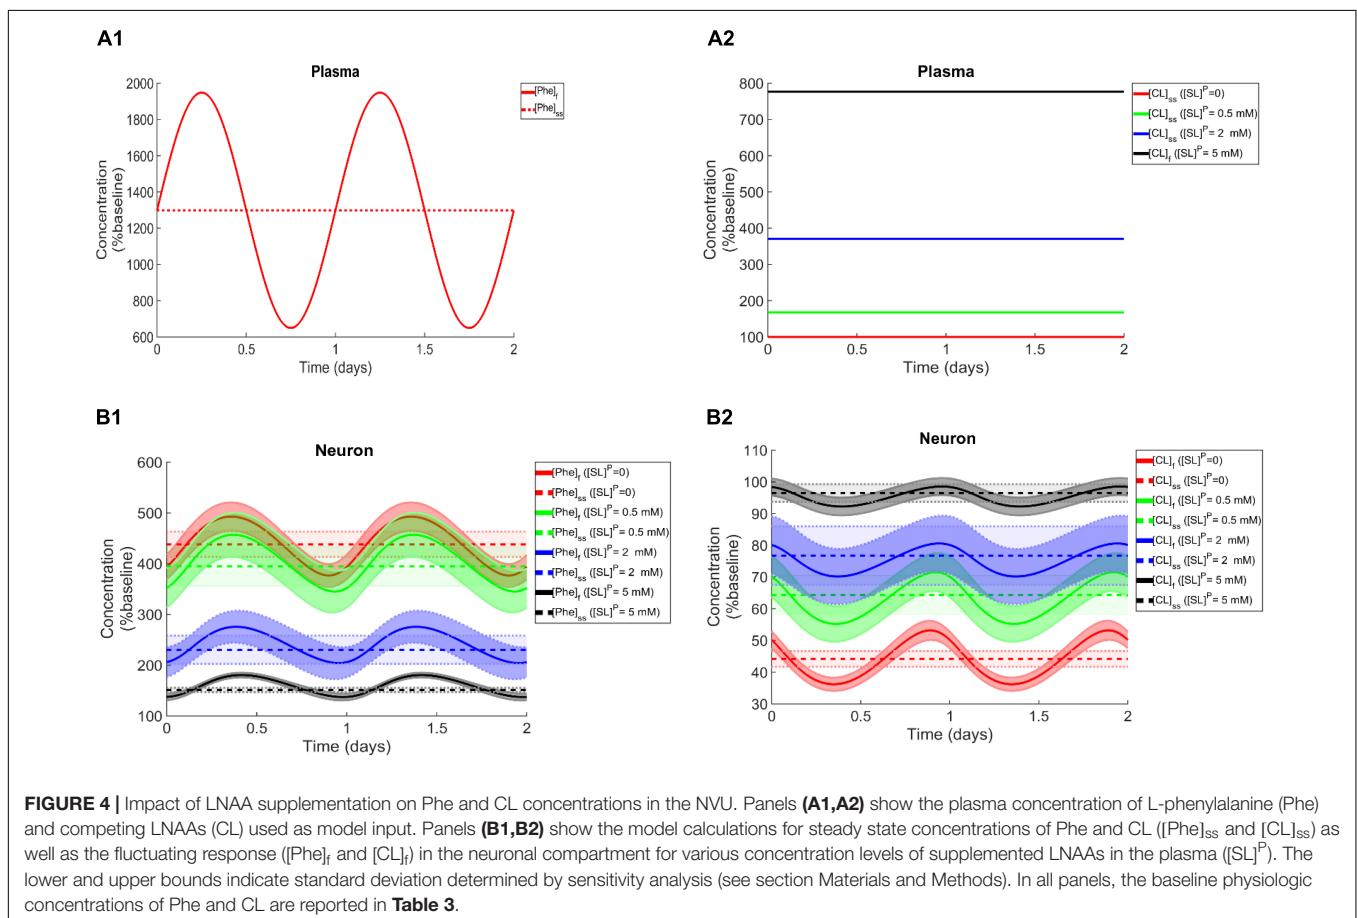 A1
Plasma
Concentration
(%baseline)
2000
1800
1600
1400
1200
1000
800
600
0
0.5
1
1.5
2
Time (days)
[Phe]f
[Phe]ss
A2
Plasma
Concentration
(%baseline)
800
700
600
500
400
300
200
100
0
0.5
1
1.5
2
Time (days)
[CL]ss ([SL]P=0)
[CL]ss ([SL]P= 0.5 mM)
[CL]ss ([SL]P= 2 mM)
[CL]f ([SL]P= 5 mM)
B1
Neuron
Concentration
(%baseline)
600
500
400
300
200
100
0
0.5
1
1.5
2
Time (days)
[Phe]f ([SL]P=0)
[Phe]ss ([SL]P=0)
[Phe]f ([SL]P= 0.5 mM)
[Phe]ss ([SL]P= 0.5 mM)
[Phe]f ([SL]P= 2 mM)
[Phe]ss ([SL]P= 2 mM)
[Phe]f ([SL]P= 5 mM)
[Phe]ss ([SL]P= 5 mM)
B2
Neuron
Concentration
(%baseline)
110
100
90
80
70
60
50
40
30
0
0.5
1
1.5
2
Time (days)
[CL]f ([SL]P=0)
[CL]ss ([SL]P=0)
[CL]f ([SL]P= 0.5 mM)
[CL]ss ([SL]P= 0.5 mM)
[CL]f ([SL]P= 2 mM)
[CL]ss ([SL]P= 2 mM)
[CL]f ([SL]P= 5 mM)
[CL]ss ([SL]P= 5 mM)
FIGURE 4 | Impact of LNAA supplementation on Phe and CL concentrations in the NVU. Panels (A1,A2) show the plasma concentration of L-phenylalanine (Phe)
and competing LNAAs (CL) used as model input. Panels (B1,B2) show the model calculations for steady state concentrations of Phe and CL ([Phe]ss and [CL]ss) as
well as the fluctuating response ([Phe]f and [CL]f) in the neuronal compartment for various concentration levels of supplemented LNAAs in the plasma ([SL]P). The
lower and upper bounds indicate standard deviation determined by sensitivity analysis (see section Materials and Methods). In all panels, the baseline physiologic
concentrations of Phe and CL are reported in Table 3.